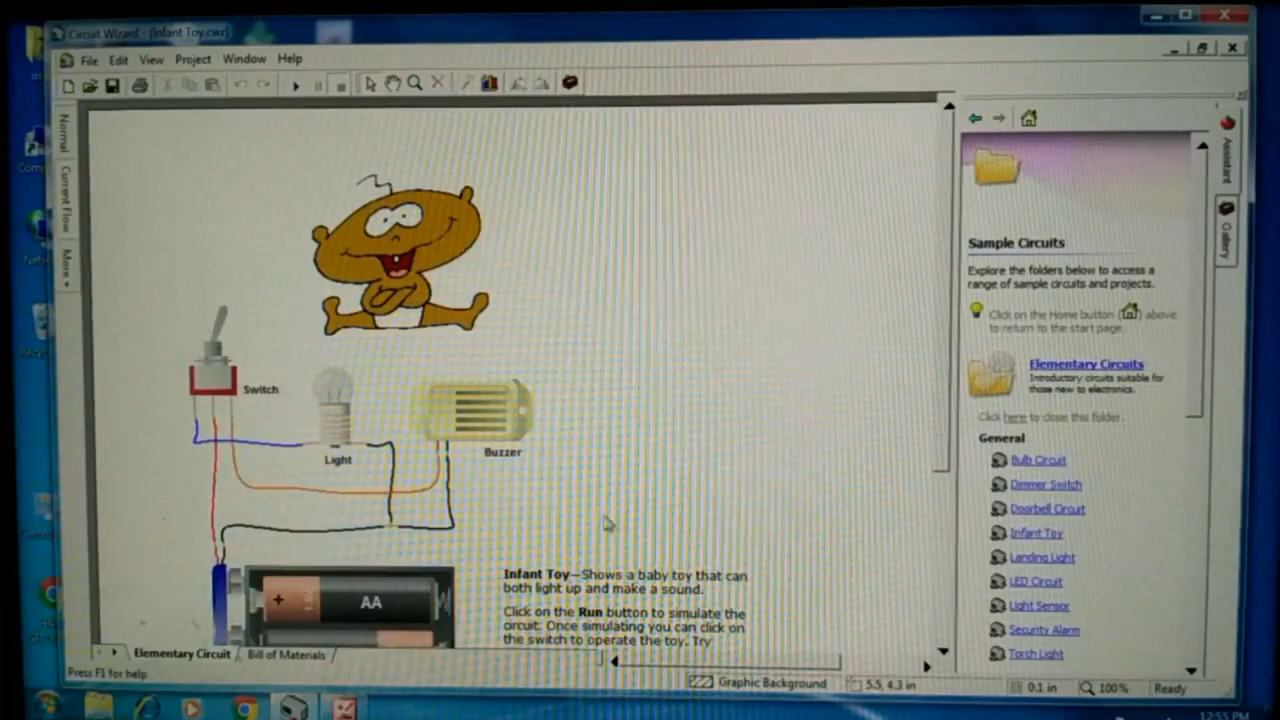 Circuit Wizard - [Infant Toy.cwz]
File Edit View Project Window Help
Normal
Current Flow
More
Switch
Light
Buzzer
AA
Infant Toy—Shows a baby toy that can
both light up and make a sound.
Click on the Run button to simulate the
circuit. Once simulating you can click on
the switch to operate the toy. Try
Elementary Circuit
Bill of Materials
Press F1 for help
Graphic Background
5.5, 4.3 in
0.1 in
100%
Ready
Assistant
Gallery
Sample Circuits
Explore the folders below to access a
range of sample circuits and projects.
Click on the Home button ( ) above
to return to the start page.
Elementary Circuits
Introductory circuits suitable for
those new to electronics.
Click here to close this folder.
General
Bulb Circuit
Dimmer Switch
Doorbell Circuit
Infant Toy
Landing Light
LED Circuit
Light Sensor
Security Alarm
Torch Light
12:55 PM